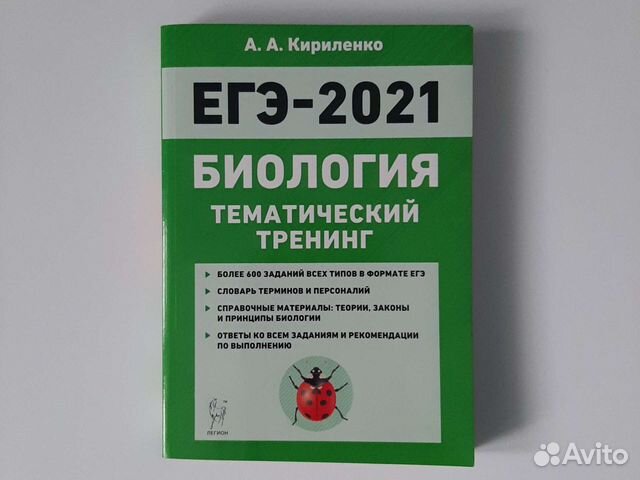 А. А. Кириленко
ЕГЭ-2021
БИОЛОГИЯ
ТЕМАТИЧЕСКИЙ
ТРЕНИНГ
БОЛЕЕ 600 ЗАДАНИЙ ВСЕХ ТИПОВ В ФОРМАТЕ ЕГЭ
СЛОВАРЬ ТЕРМИНОВ И ПЕРСОНАЛИЙ
СПРАВОЧНЫЕ МАТЕРИАЛЫ: ТЕОРИИ, ЗАКОНЫ
И ПРИНЦИПЫ БИОЛОГИИ
ОТВЕТЫ КО ВСЕМ ЗАДАНИЯМ И РЕКОМЕНДАЦИИ
ПО ВЫПОЛНЕНИЮ
ЛЕГИОН
Avito